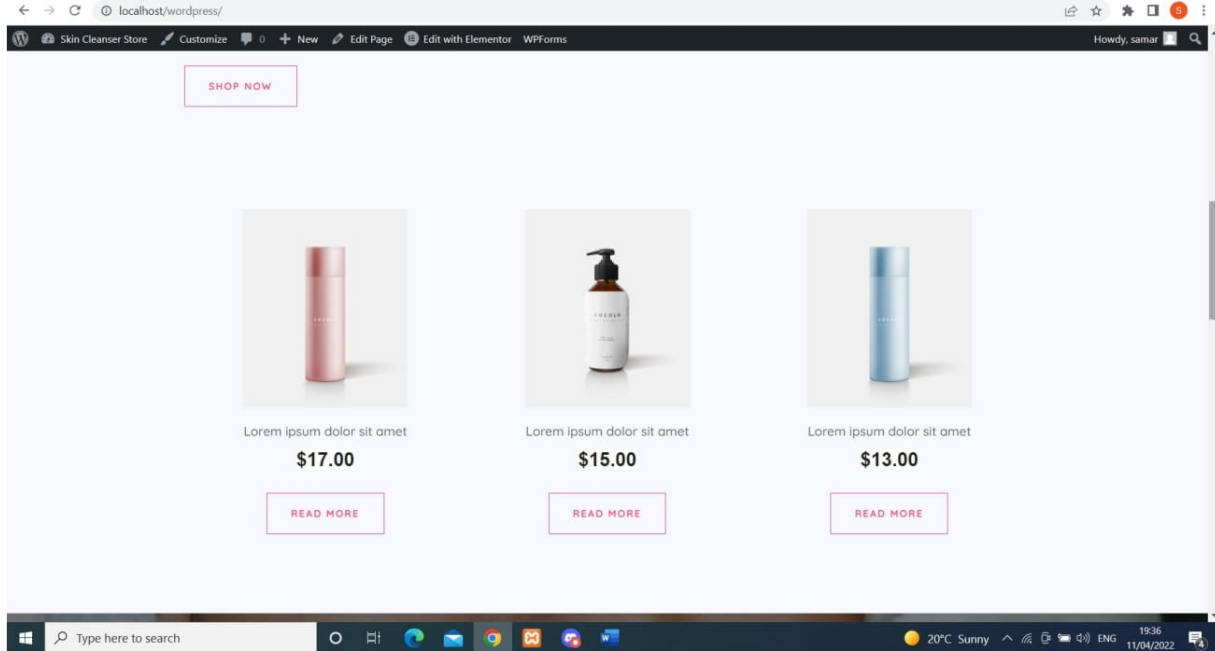 localhost/wordpress/
S
Skin Cleanser Store Customize 0 New Edit Page Edit with Elementor WPForms Howdy, samar
SHOP NOW
Lorem ipsum dolor sit amet Lorem ipsum dolor sit amet Lorem ipsum dolor sit amet
$17.00 $15.00 $13.00
READ MORE READ MORE READ MORE
Type here to search 20°C Sunny ENG 19:36
11/04/2022
4